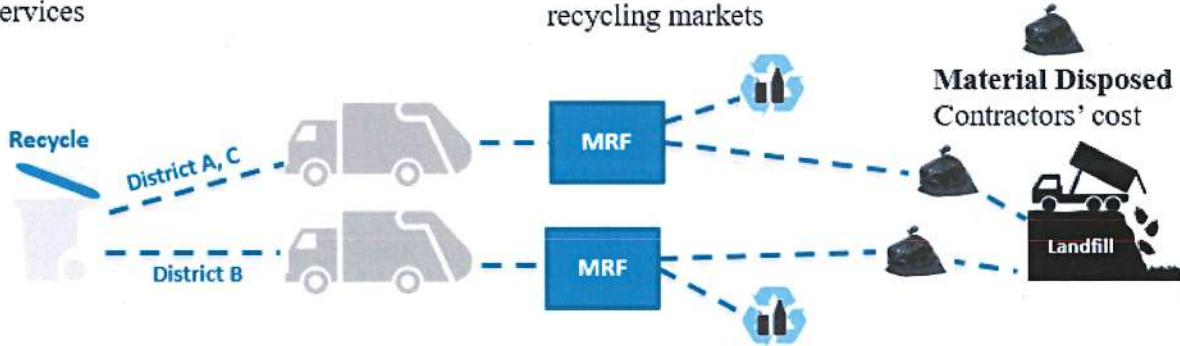 ervices
recycling markets
Material Disposed
Contractors' cost
Recycle
District A, C
MRF
District B
MRF
Landfill